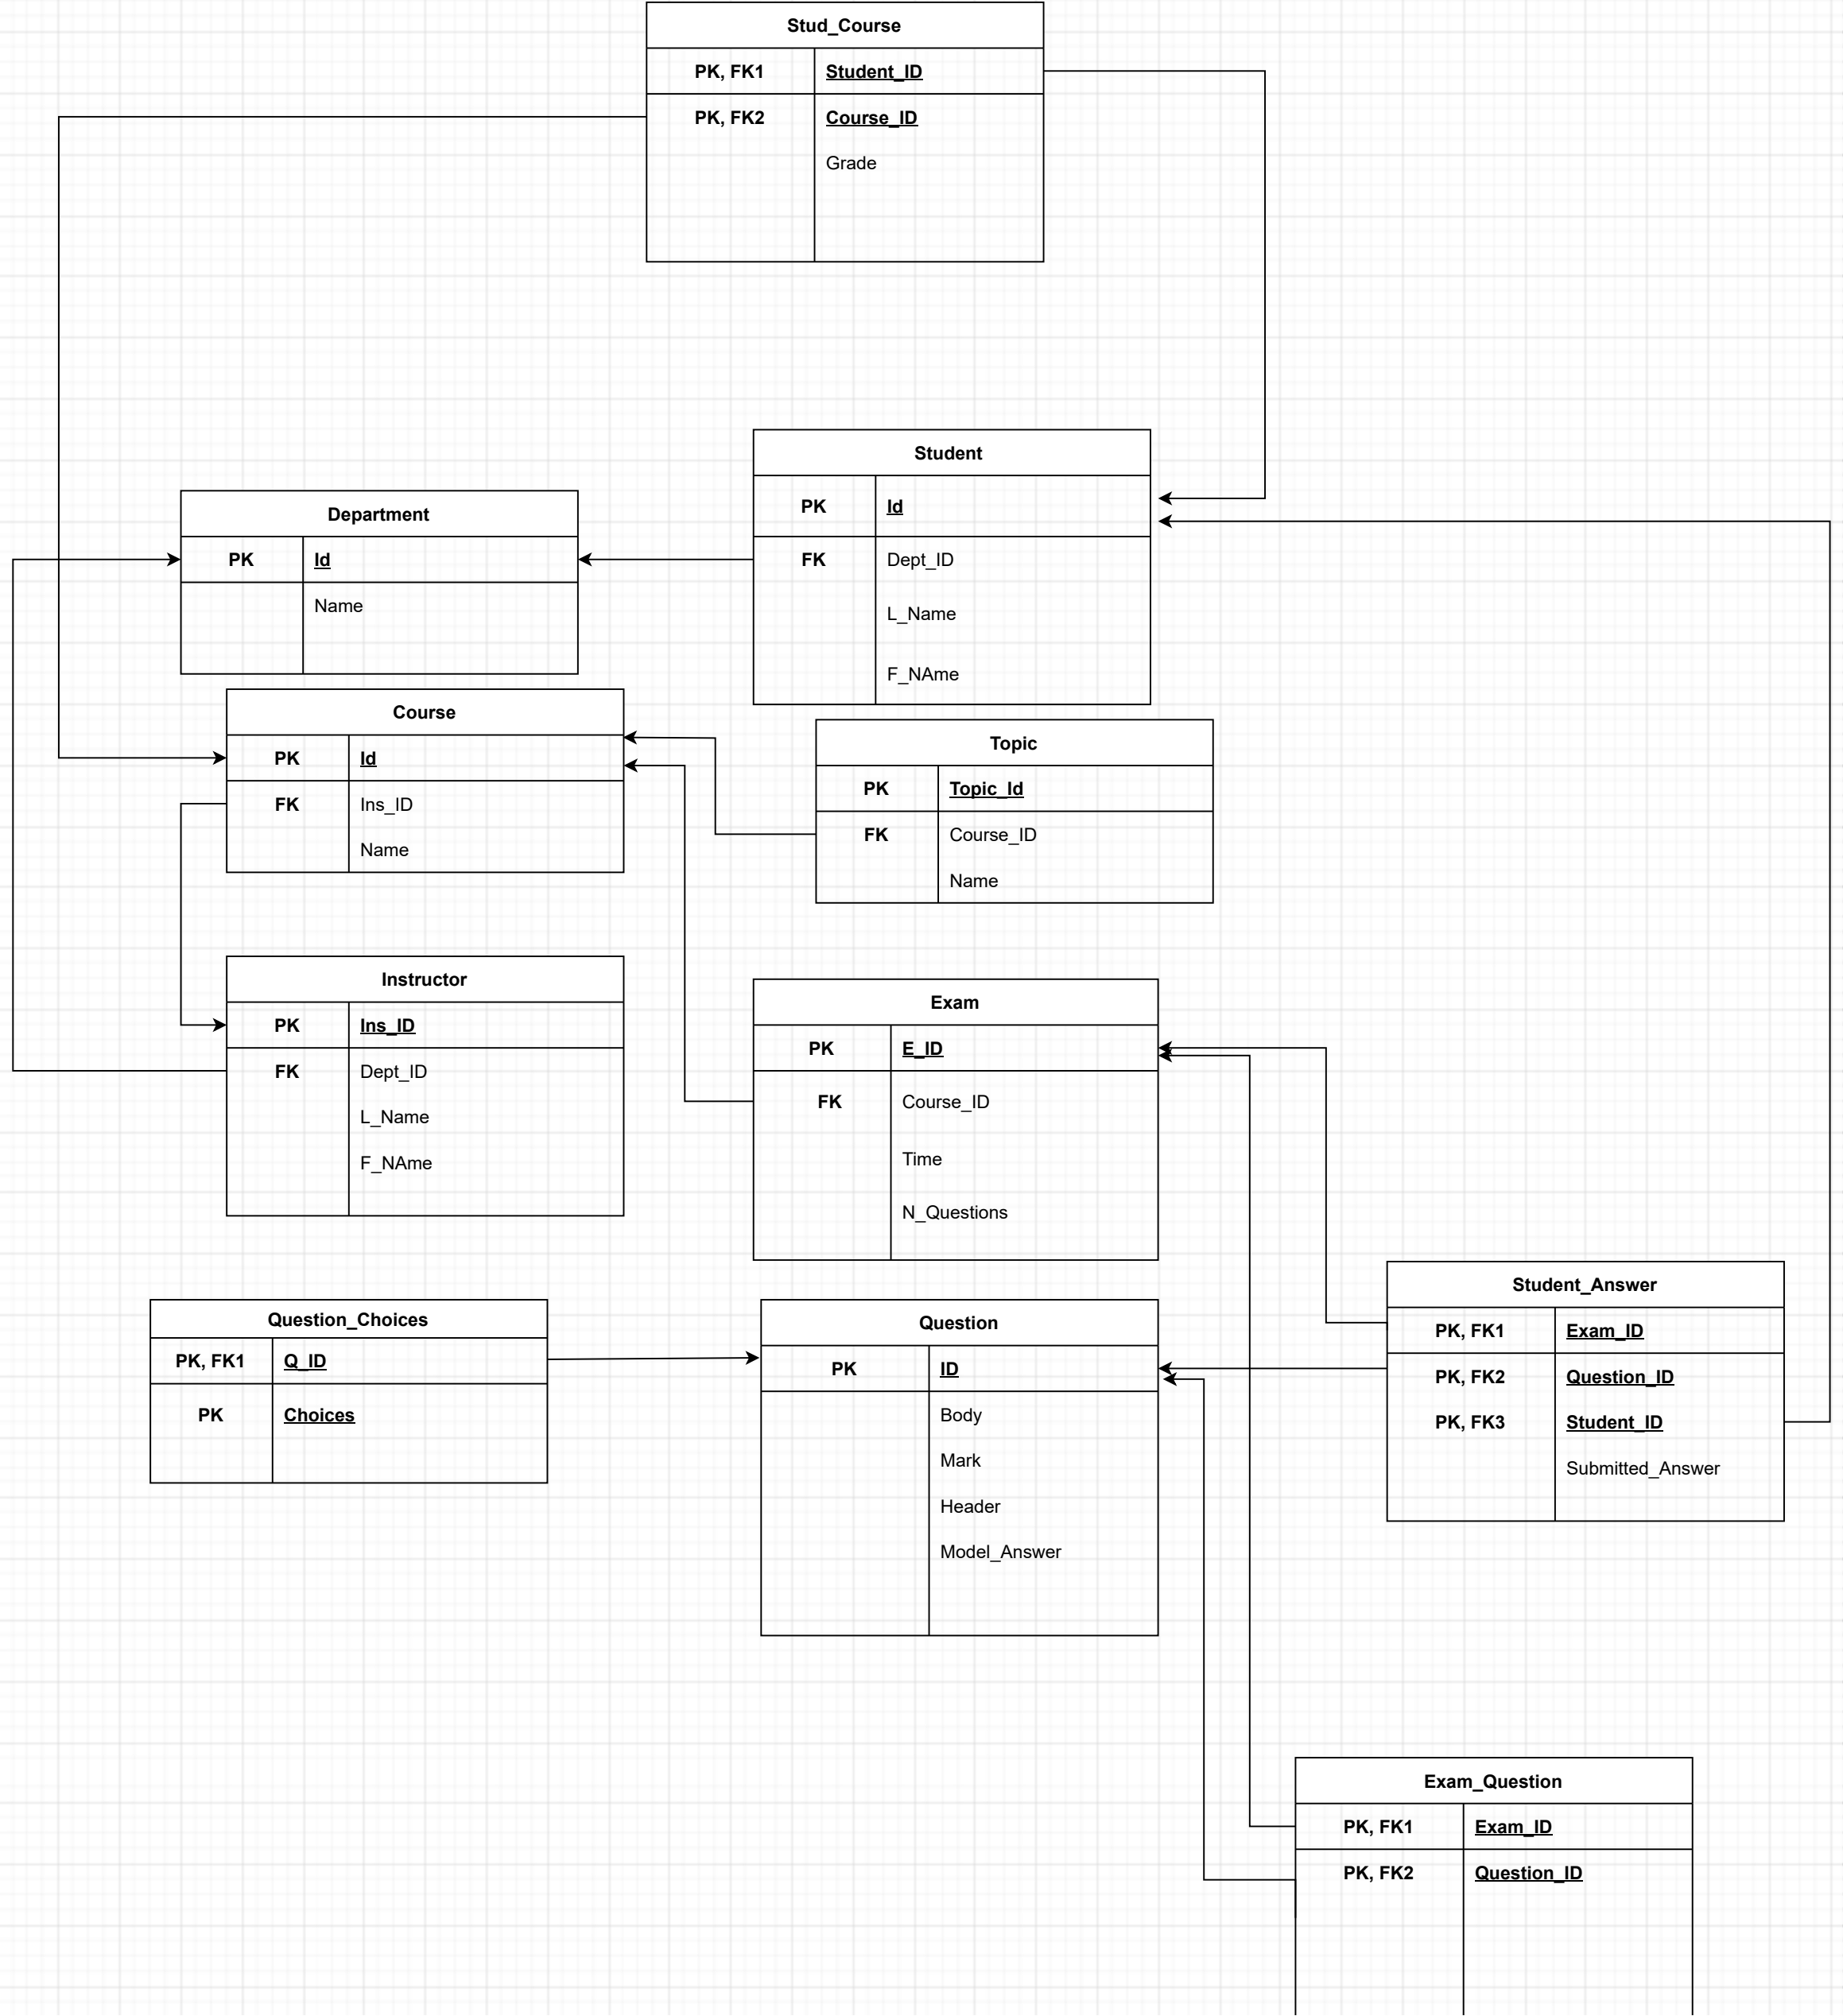 Stud_Course
PK, FK1 Student_ID
PK, FK2 Course_ID
Grade
Student
PK Id
FK Dept_ID
L_Name
F_NAme
Department
PK Id
Name
Course
PK Id
FK Ins_ID
Name
Topic
PK Topic_Id
FK Course_ID
Name
Instructor
PK Ins_ID
FK Dept_ID
L_Name
F_NAme
Exam
PK E_ID
FK Course_ID
Time
N_Questions
Student_Answer
PK, FK1 Exam_ID
PK, FK2 Question_ID
PK, FK3 Student_ID
Submitted_Answer
Question_Choices
PK, FK1 Q_ID
PK Choices
Question
PK ID
Body
Mark
Header
Model_Answer
Exam_Question
PK, FK1 Exam_ID
PK, FK2 Question_ID